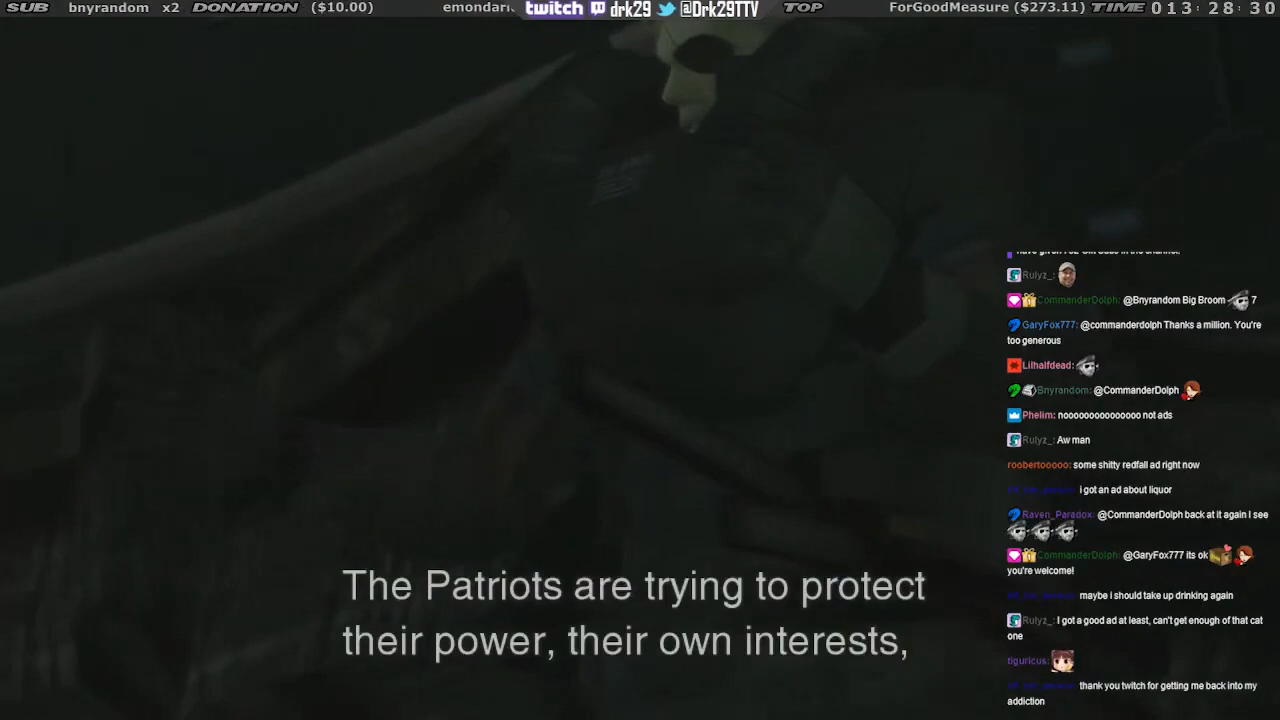 SUB bnyrandom x2 DONATION ($10.00) emondari twitch drk29 @Drk29TTV TOP ForGoodMeasure ($273.11) TIME 013:28:30
Rulyz_:
CommanderDolph: @Bnyrandom Big Broom 7
GaryFox777: @commanderdolph Thanks a million. You're
too generous
Lilhalfdead:
Bnyrandom: @CommanderDolph
Phelim: nooooooooooooooo not ads
Rulyz_: Aw man
roobertooooo: some shitty redfall ad right now
i got an ad about liquor
Raven_Paradox: @CommanderDolph back at it again I see
CommanderDolph: @GaryFox777 its ok
you're welcome!
maybe i should take up drinking again
Rulyz_: I got a good ad at least, can't get enough of that cat
one
tiguricus:
thank you twitch for getting me back into my
addiction
The Patriots are trying to protect
their power, their own interests,